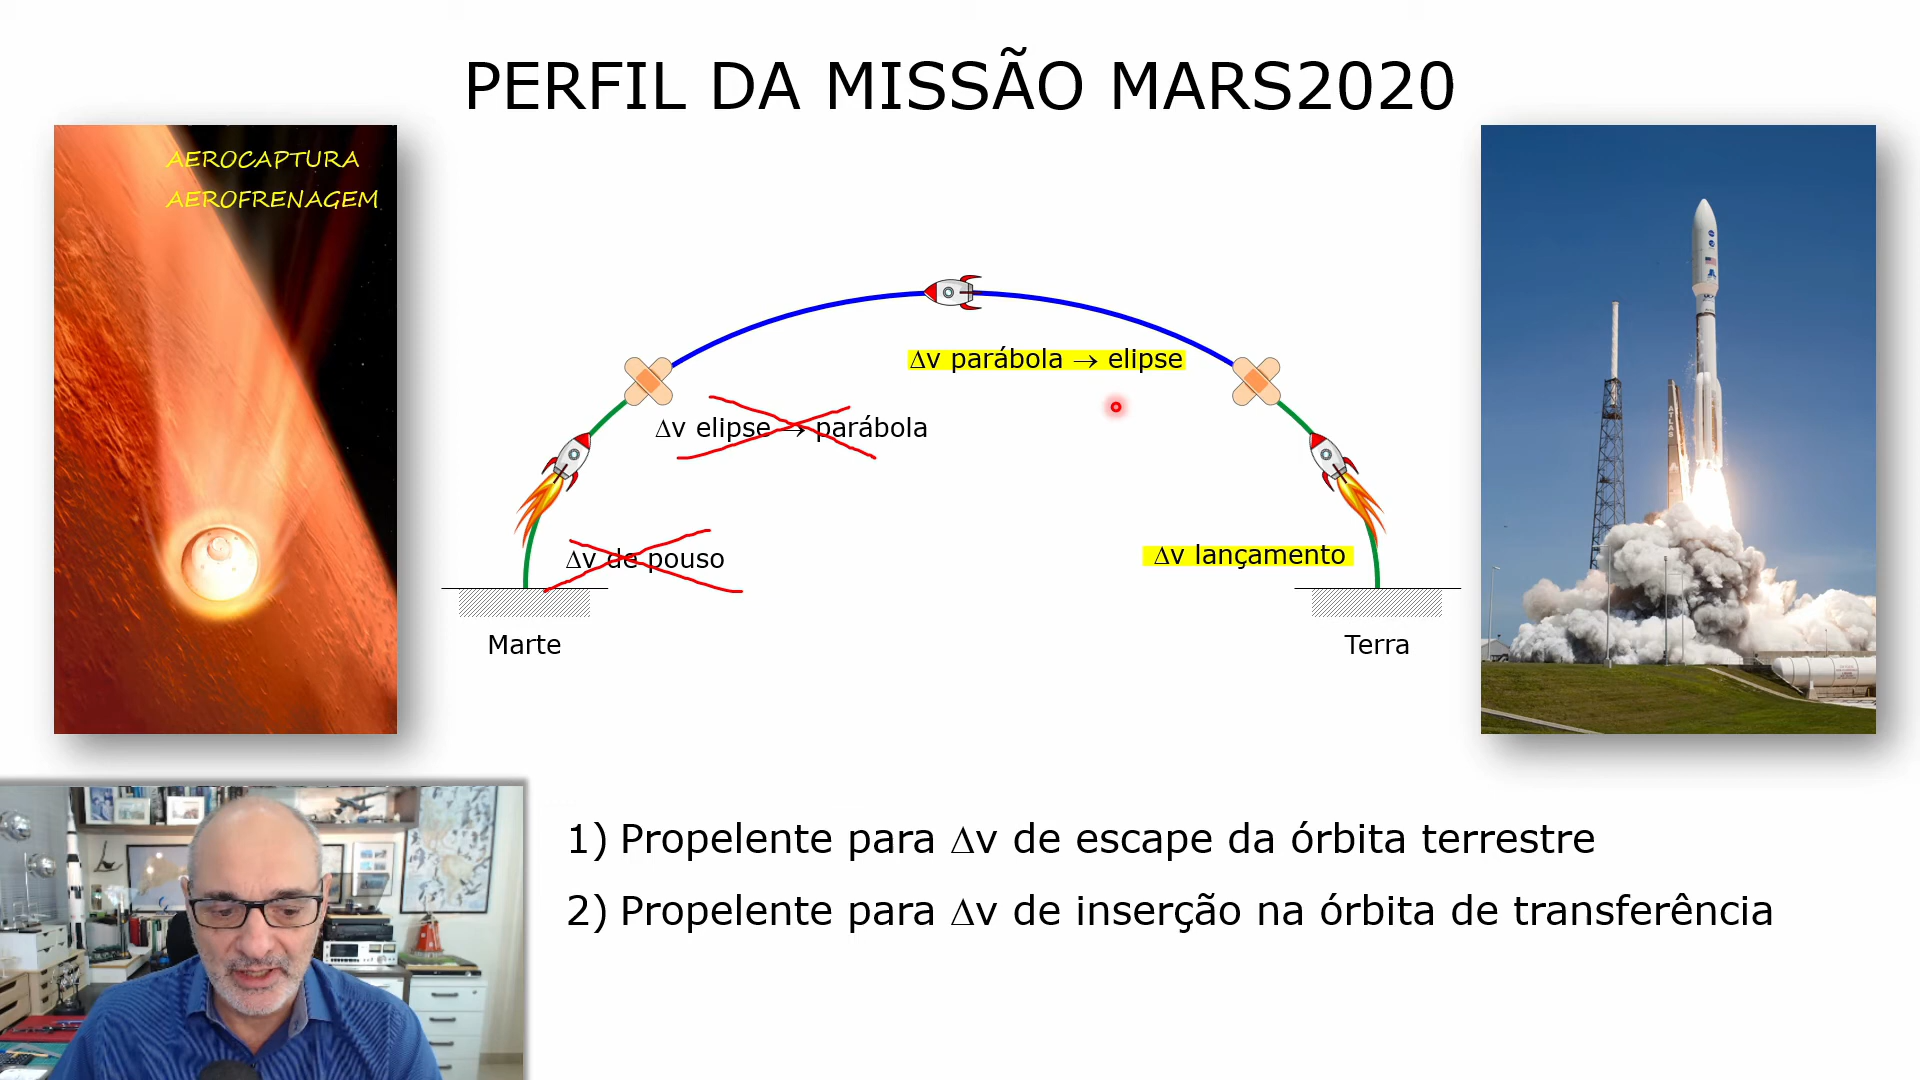 PERFIL DA MISSÃO MARS2020
AEROCAPTURA
AEROFRENAGEM
Δv parábola → elipse
Δv elipse → parábola
Δv de pouso
Δv lançamento
Marte
Terra
ATLAS
1) Propelente para Δv de escape da órbita terrestre
2) Propelente para Δv de inserção na órbita de transferência